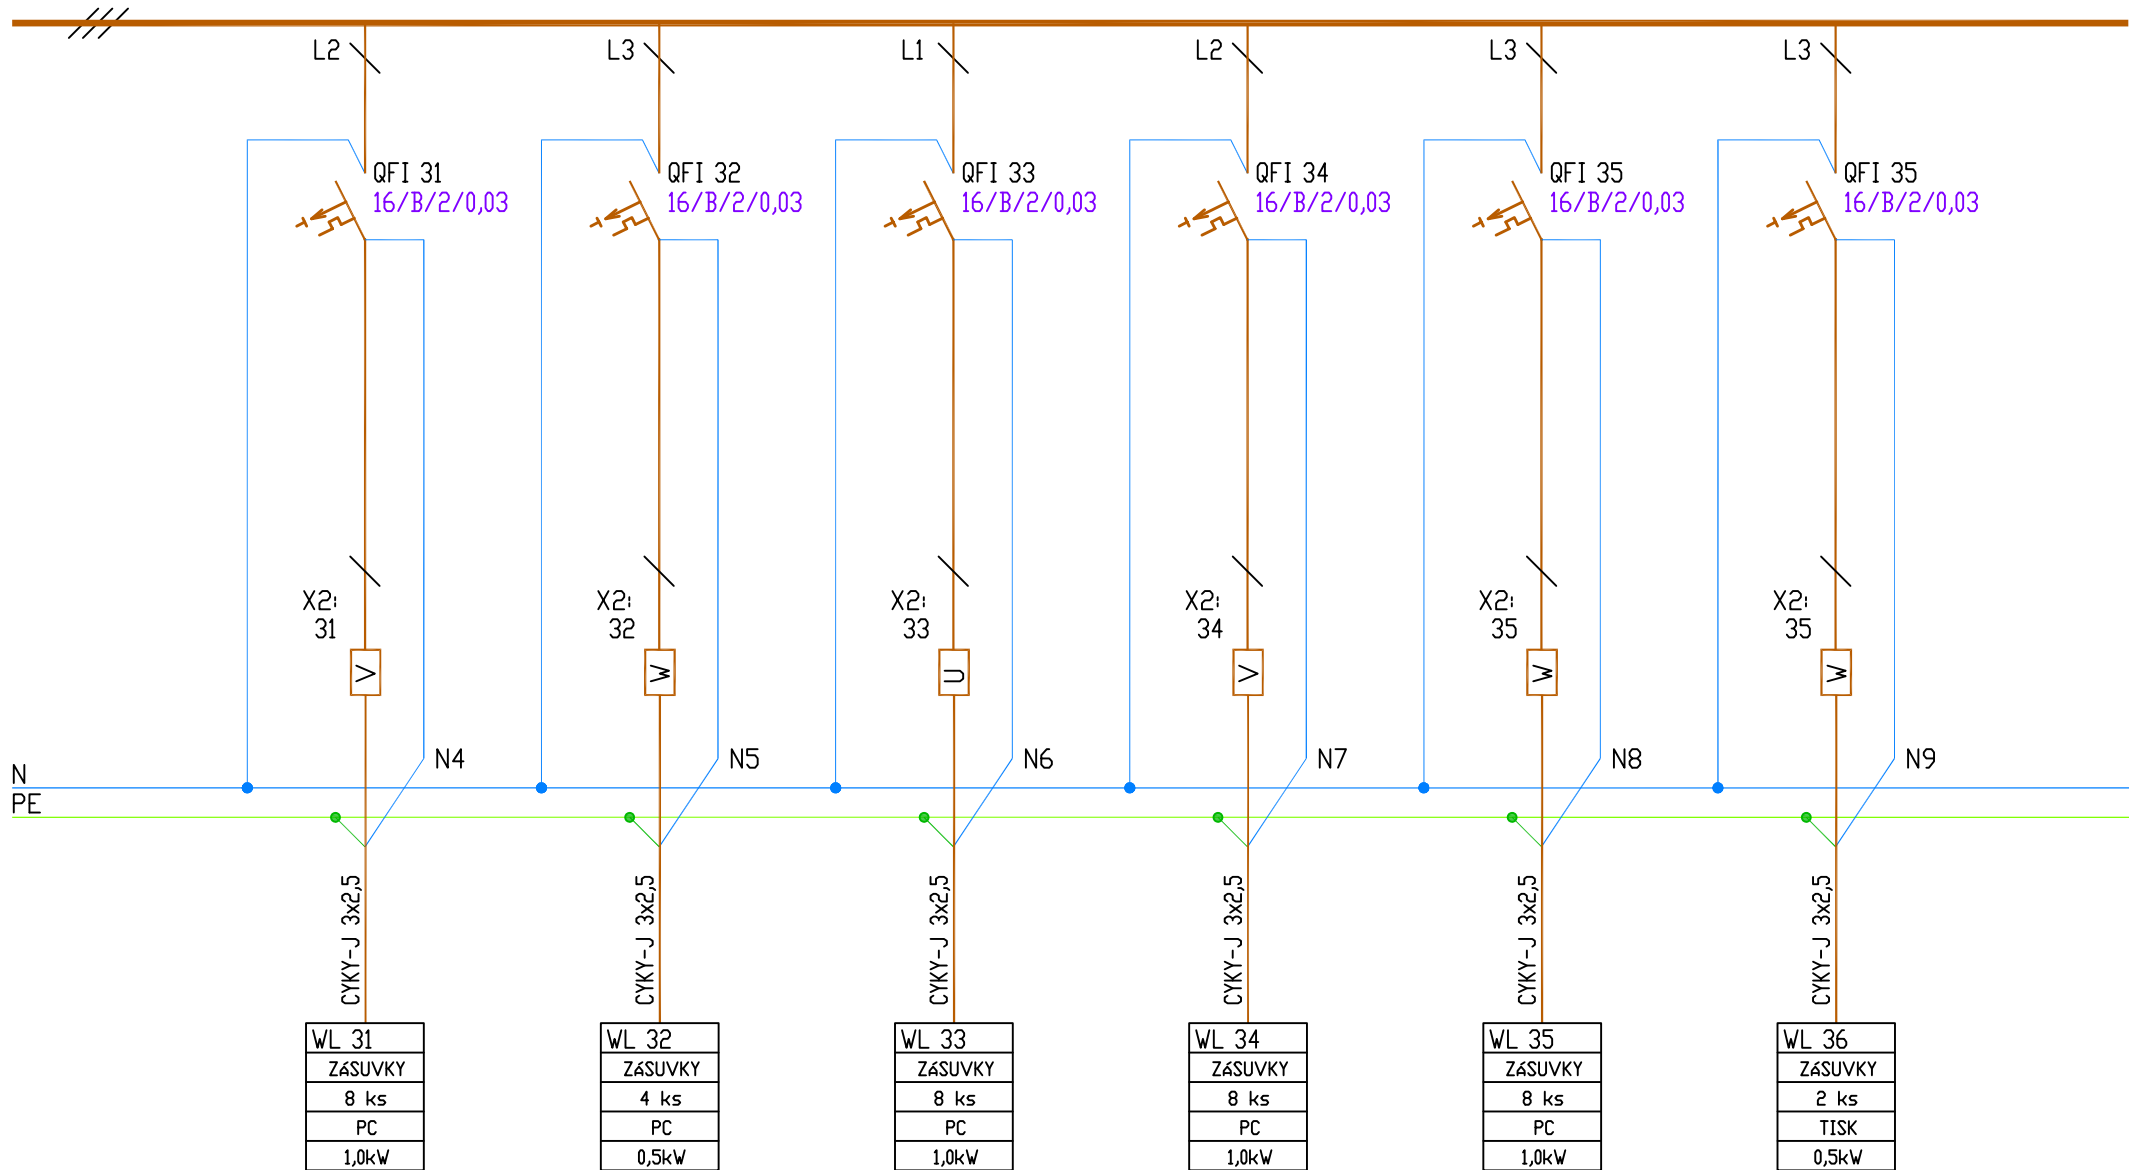 L2
L3
L1
L2
L3
L3
QFI 31
16/B/2/0,03
QFI 32
16/B/2/0,03
QFI 33
16/B/2/0,03
QFI 34
16/B/2/0,03
QFI 35
16/B/2/0,03
QFI 35
16/B/2/0,03
X2:
31
X2:
32
X2:
33
X2:
34
X2:
35
X2:
35
V
W
U
V
W
W
N4
N5
N6
N7
N8
N9
N
PE
CYKY-J 3x2,5
CYKY-J 3x2,5
CYKY-J 3x2,5
CYKY-J 3x2,5
CYKY-J 3x2,5
CYKY-J 3x2,5
WL 31
ZáSUVKY
8 ks
PC
1,0kW
WL 32
ZáSUVKY
4 ks
PC
0,5kW
WL 33
ZáSUVKY
8 ks
PC
1,0kW
WL 34
ZáSUVKY
8 ks
PC
1,0kW
WL 35
ZáSUVKY
8 ks
PC
1,0kW
WL 36
ZáSUVKY
2 ks
TISK
0,5kW